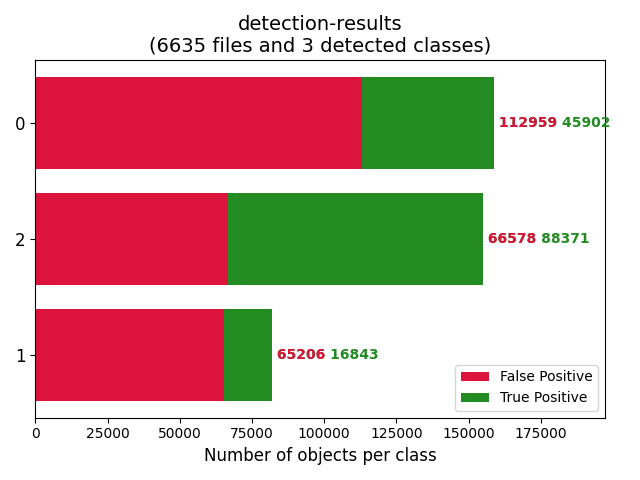 detection-results
(6635 files and 3 detected classes)
0
112959 45902
2
66578 88371
1
65206 16843
False Positive
True Positive
0 25000 50000 75000 100000 125000 150000 175000
Number of objects per class